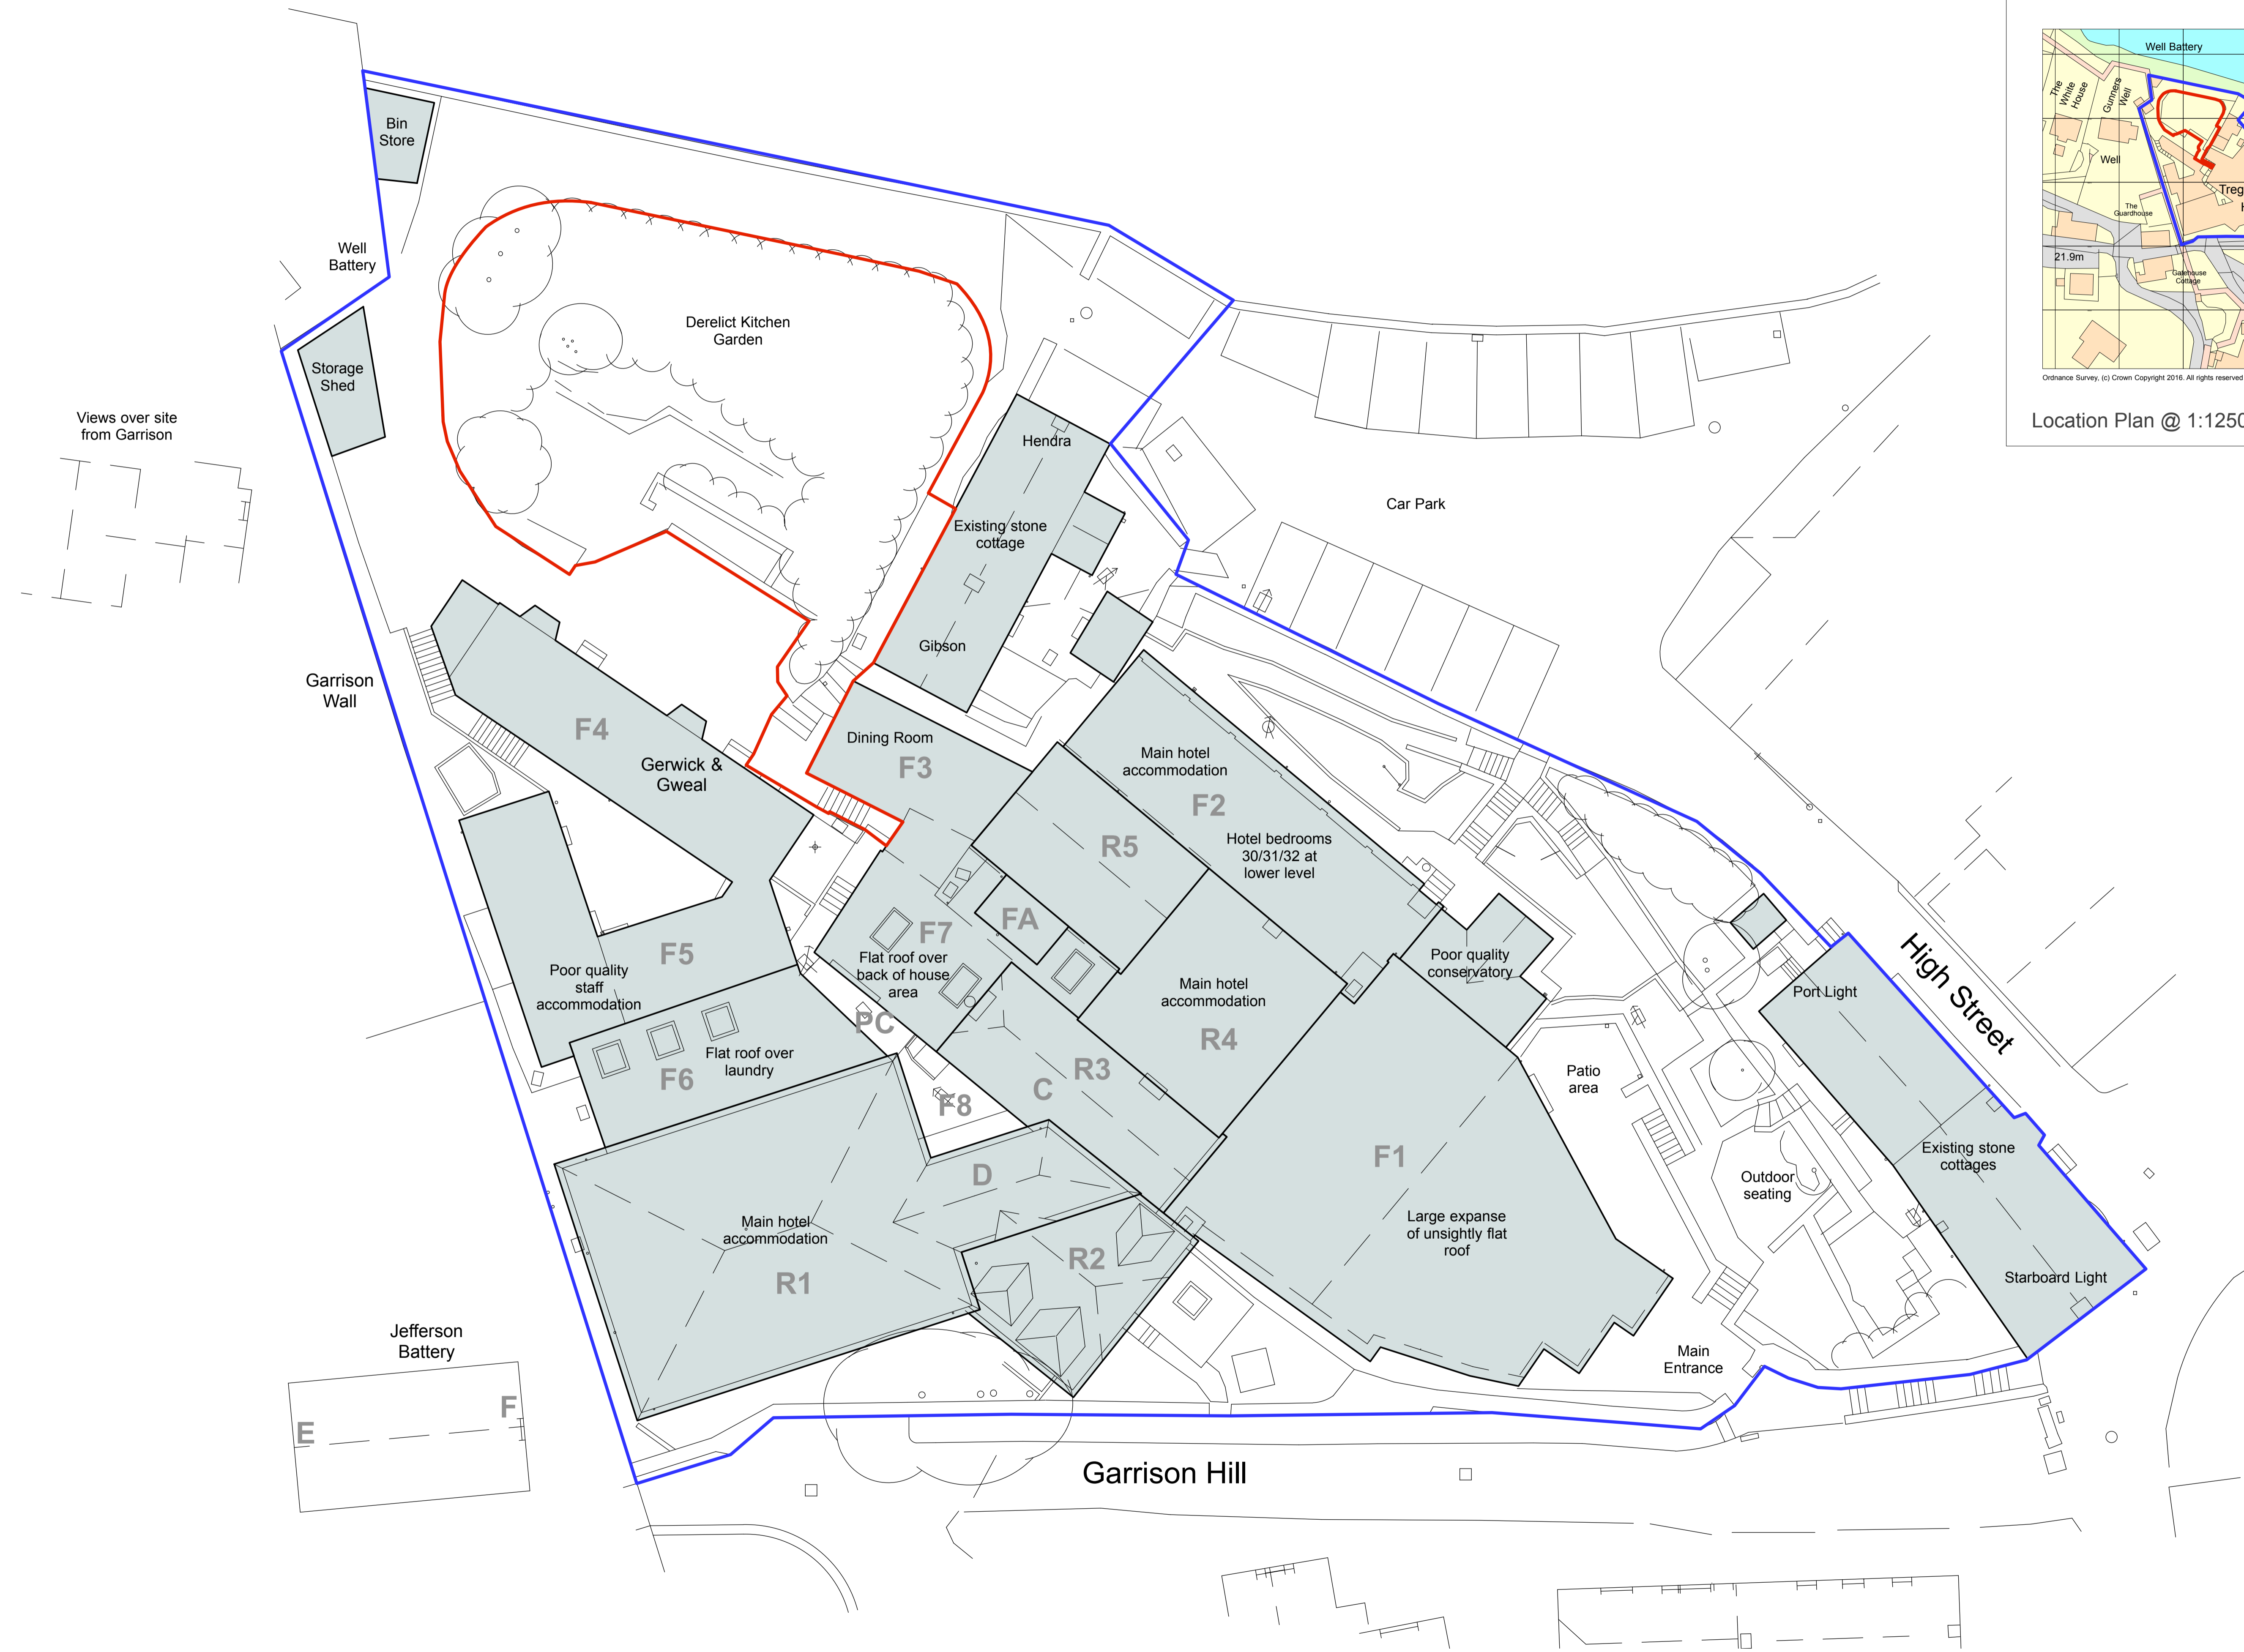 Bin
Store
Well
Battery
Storage
Shed
Views over site
from Garrison
Derelict Kitchen
Garden
Hendra
Existing stone
cottage
Gibson
Car Park
Garrison
Wall
F4
Gerwick &
Gweal
Dining Room
F3
Main hotel
accommodation
F2
Hotel bedrooms
30/31/32 at
lower level
R5
FA
F7
Flat roof over
back of house
area
F5
Poor quality
staff
accommodation
Poor quality
conservatory
Main hotel
accommodation
R4
PC
Flat roof over
laundry
F6
R3
C
F8
D
Port Light
High Street
Patio
area
F1
Existing stone
cottages
Outdoor
seating
Large expanse
of unsightly flat
roof
Main hotel
accommodation
R1
R2
Starboard Light
Main
Entrance
Jefferson
Battery
E
F
Garrison Hill
Well Battery
The
White
House
Gunners
Well
Well
Treg
H
The
Guardhouse
21.9m
Gatehouse
Cottage
Ordnance Survey, (c) Crown Copyright 2016. All rights reserved
Location Plan @ 1:1250